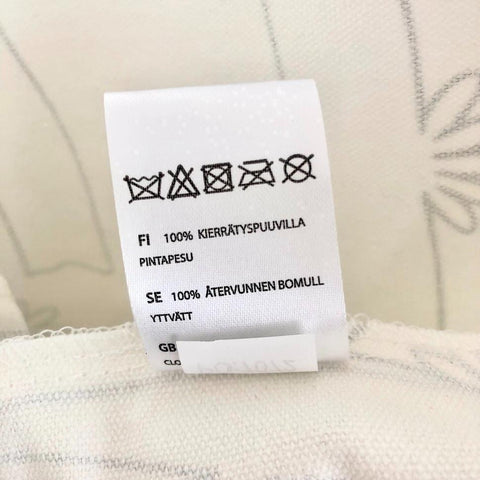 FI 100% KIERRÄTYSPUUVILLA
PINTAPESU
SE 100% ÅTERVUNNEN BOMULL
YTTVÄTT
GB